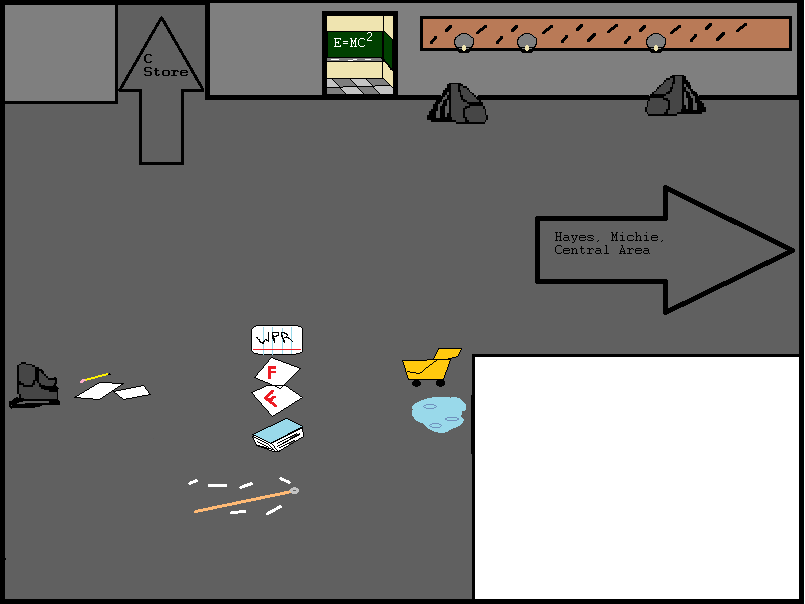 C
Store
E=MC²
Hayes, Michie,
Central Area
WPR
F
F